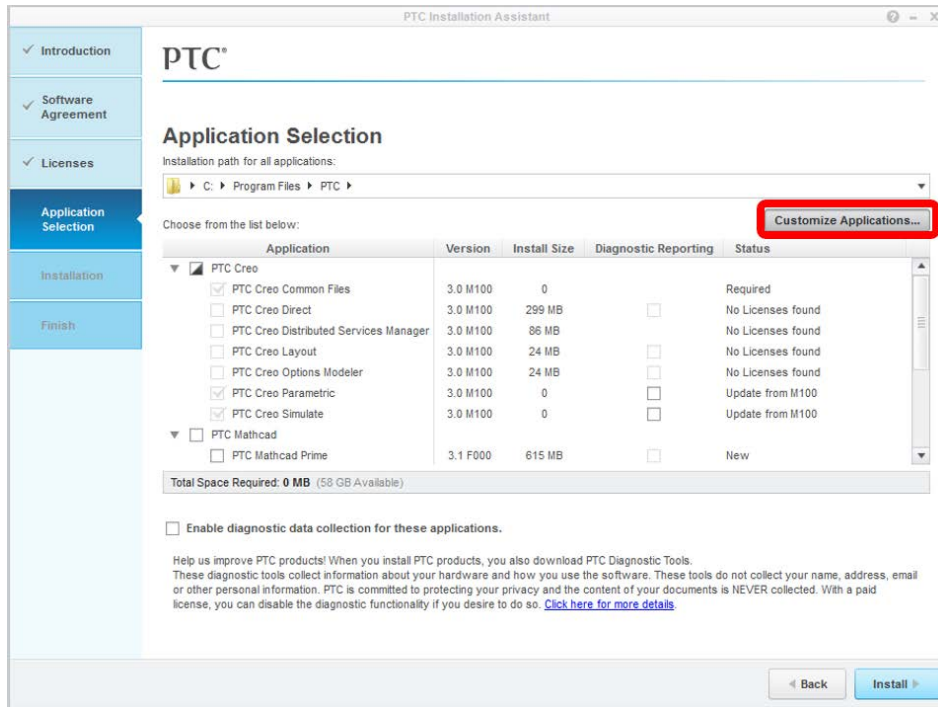 PTC Installation Assistant
Introduction
Software
Agreement
Licenses
Application
Selection
Installation
Finish
PTC®
Application Selection
Installation path for all applications:
C: Program Files PTC
Choose from the list below:
Customize Applications...
Application Version Install Size Diagnostic Reporting Status
PTC Creo
PTC Creo Common Files 3.0 M100 0 Required
PTC Creo Direct 3.0 M100 299 MB No Licenses found
PTC Creo Distributed Services Manager 3.0 M100 86 MB No Licenses found
PTC Creo Layout 3.0 M100 24 MB No Licenses found
PTC Creo Options Modeler 3.0 M100 24 MB No Licenses found
PTC Creo Parametric 3.0 M100 0 Update from M100
PTC Creo Simulate 3.0 M100 0 Update from M100
PTC Mathcad
PTC Mathcad Prime 3.1 F000 615 MB New
Total Space Required: 0 MB (58 GB Available)
Enable diagnostic data collection for these applications.
Help us improve PTC products! When you install PTC products, you also download PTC Diagnostic Tools.
These diagnostic tools collect information about your hardware and how you use the software. These tools do not collect your name, address, email
or other personal information. PTC is committed to protecting your privacy and the content of your documents is NEVER collected. With a paid
license, you can disable the diagnostic functionality if you desire to do so. Click here for more details.
Back
Install